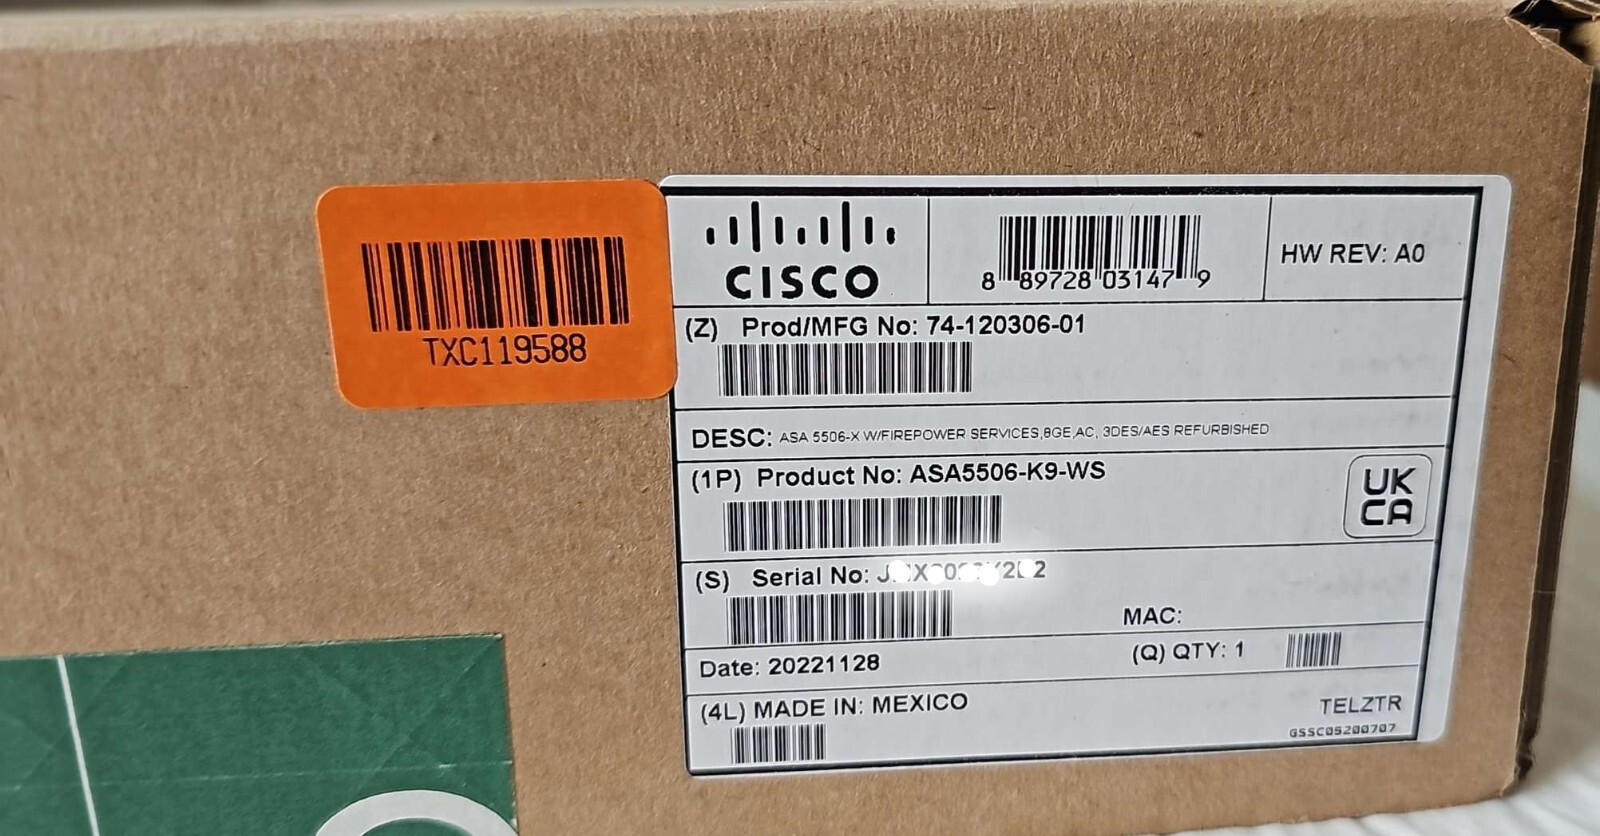 TXC119588
CISCO
8 89728 03147 9
HW REV: A0
(Z) Prod/MFG No: 74-120306-01
DESC: ASA 5506-X W/FIREPOWER SERVICES,8GE,AC, 3DES/AES REFURBISHED
(1P) Product No: ASA5506-K9-WS
UK
CA
(S) Serial No:
MAC:
Date: 20221128
(Q) QTY: 1
(4L) MADE IN: MEXICO
TELZTR
GSSC05200707